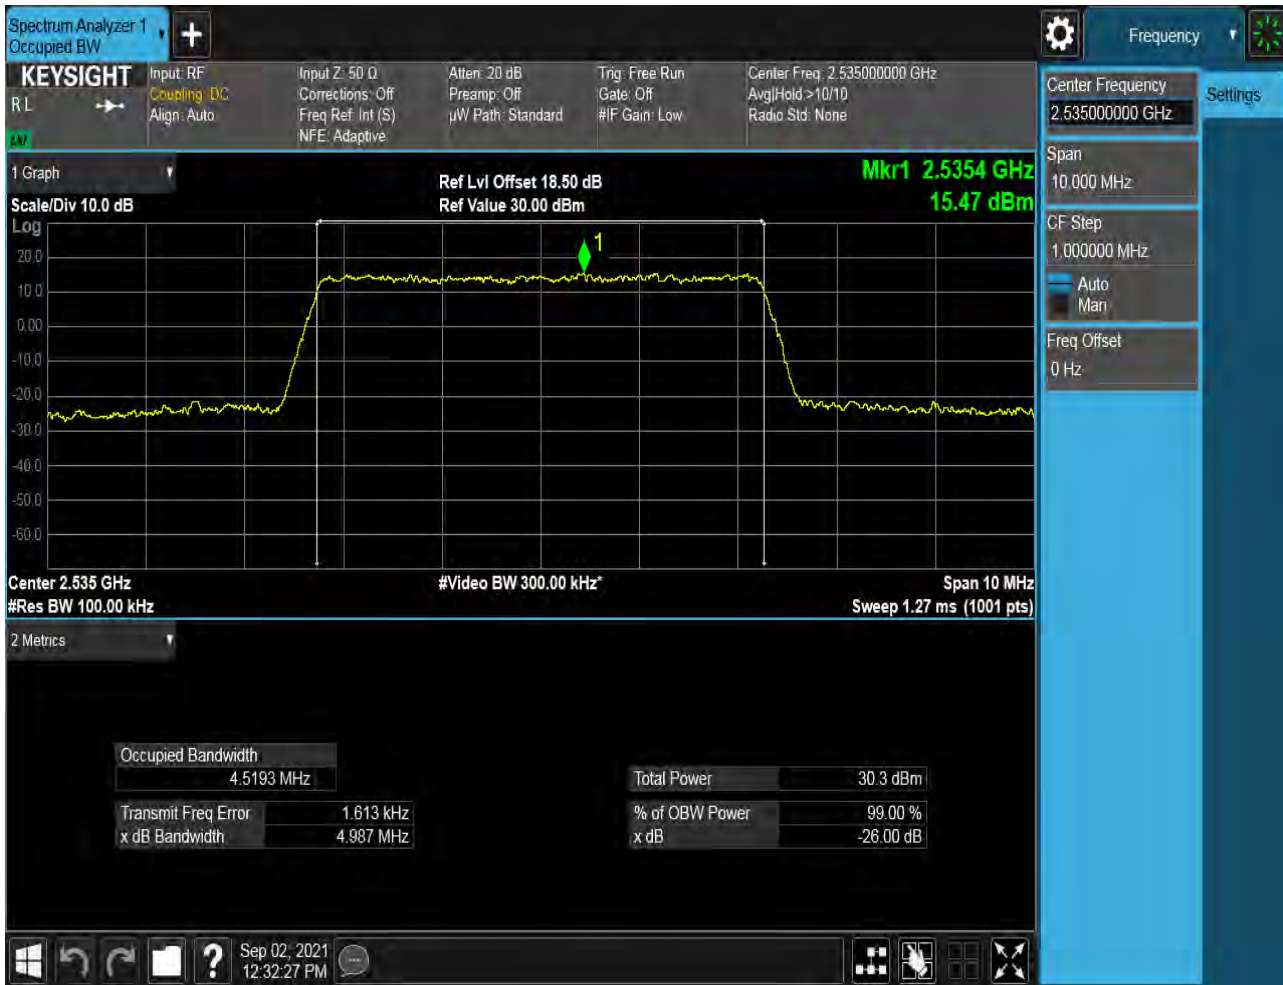 Spectrum Analyzer 1
Occupied BW
Frequency
KEYSIGHT
R L
Input: RF
Coupling: DC
Align: Auto
Input Z: 50 Ω
Corrections: Off
Freq Ref: Int (S)
NFE: Adaptive
Atten: 20 dB
Preamp: Off
µW Path: Standard
Trig: Free Run
Gate: Off
#IF Gain: Low
Center Freq: 2.535000000 GHz
Avg|Hold:>10/10
Radio Std: None
Center Frequency
2.535000000 GHz
Settings
Span
10.000 MHz
CF Step
1.000000 MHz
Auto
Man
Freq Offset
0 Hz
1 Graph
Scale/Div 10.0 dB
Ref Lvl Offset 18.50 dB
Ref Value 30.00 dBm
Mkr1 2.5354 GHz
15.47 dBm
Log
1
20.0
10.0
0.00
-10.0
-20.0
-30.0
-40.0
-50.0
-60.0
Center 2.535 GHz
#Video BW 300.00 kHz*
Span 10 MHz
#Res BW 100.00 kHz
Sweep 1.27 ms (1001 pts)
2 Metrics
Occupied Bandwidth
4.5193 MHz
Total Power 30.3 dBm
Transmit Freq Error 1.613 kHz
% of OBW Power 99.00 %
x dB Bandwidth 4.987 MHz
x dB -26.00 dB
?
Sep 02, 2021
12:32:27 PM